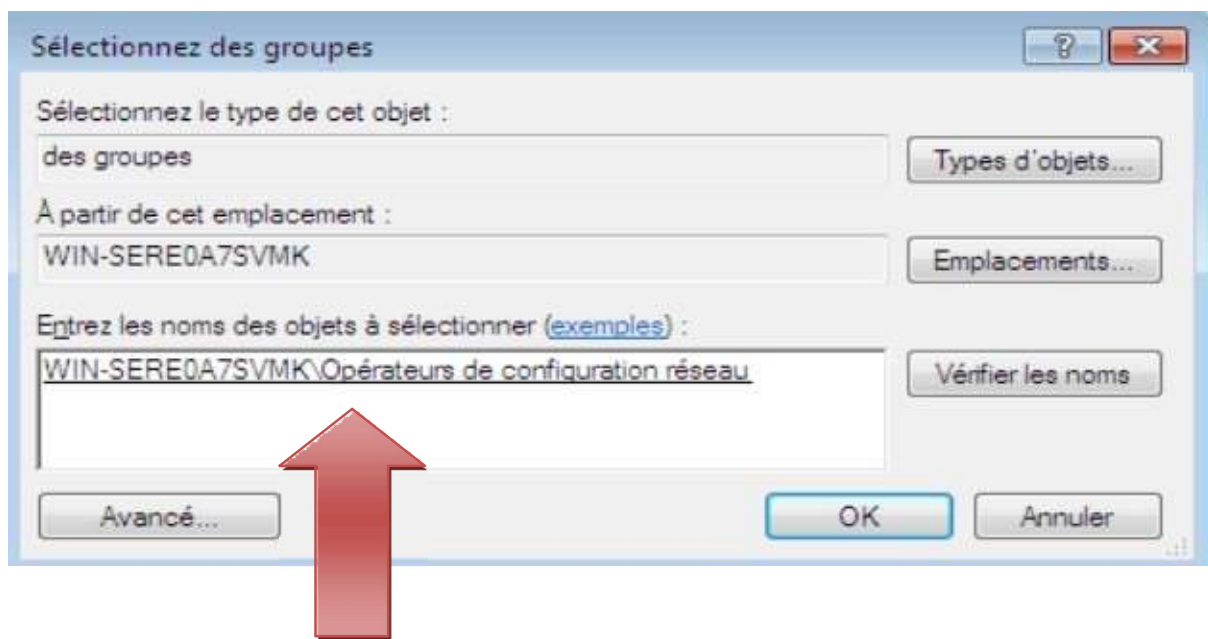 Sélectionnez des groupes
Sélectionnez le type de cet objet :
des groupes
Types d'objets...
À partir de cet emplacement :
WIN-SERE0A7SVMK
Emplacements...
Entrez les noms des objets à sélectionner (exemples) :
WIN-SERE0A7SVMK\Opérateurs de configuration réseau
Vérifier les noms
Avancé...
OK
Annuler